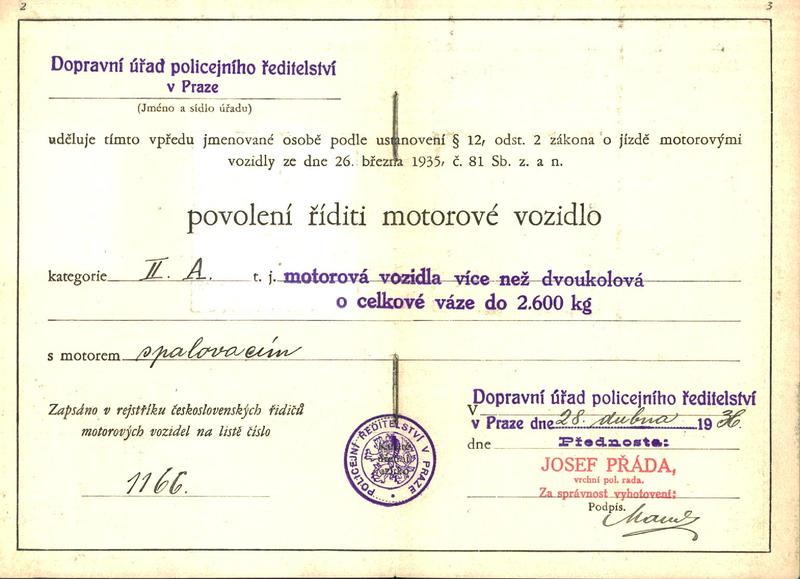 2
3
Dopravní úřad policejního ředitelství
v Praze
(Jméno a sídlo úřadu)
uděluje tímto vpředu jmenované osobě podle ustanovení § 12, odst. 2 zákona o jízdě motorovými
vozidly ze dne 26. března 1935, č. 81 Sb. z. a n.
povolení říditi motorové vozidlo
kategorie II. A. t. j. motorová vozidla více než dvoukolová
o celkové váze do 2.600 kg
s motorem spalovacím
Zapsáno v rejstříku československých řidičů
motorových vozidel na listě číslo
1166.
POLICEJNÍ ŘEDITELSTVÍ V PRAZE
Dopravní úřad policejního ředitelství
V
v Praze dne 28. dubna 1936
dne Přednosta:
JOSEF PŘÁDA,
vrchní pol. rada.
Za správnost vyhotovení:
Podpis.